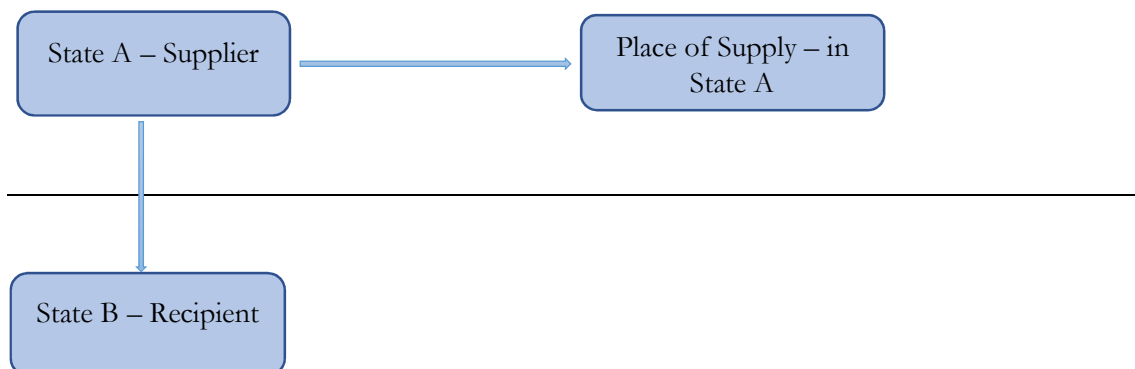 State A – Supplier
Place of Supply – in
State A
State B – Recipient